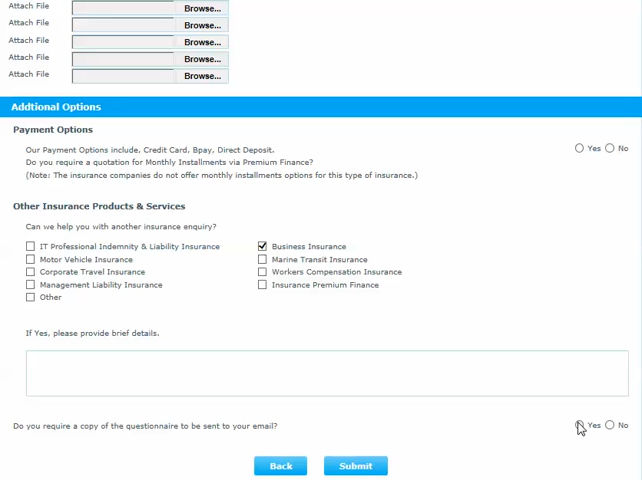 Attach File Browse...
Attach File Browse...
Attach File Browse...
Attach File Browse...
Attach File Browse...
Addtional Options
Payment Options
Our Payment Options include, Credit Card, Bpay, Direct Deposit. Yes No
Do you require a quotation for Monthly Installments via Premium Finance?
(Note: The insurance companies do not offer monthly installments options for this type of insurance.)
Other Insurance Products & Services
Can we help you with another insurance enquiry?
IT Professional Indemnity & Liability Insurance Business Insurance
Motor Vehicle Insurance Marine Transit Insurance
Corporate Travel Insurance Workers Compensation Insurance
Management Liability Insurance Insurance Premium Finance
Other
If Yes, please provide brief details.
Do you require a copy of the questionnaire to be sent to your email? Yes No
Back Submit